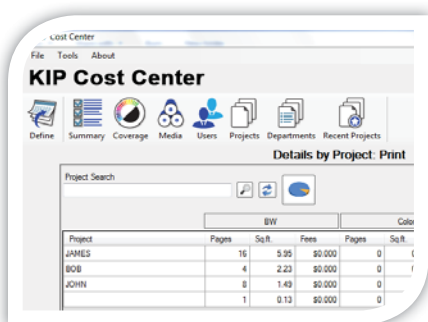 Cost Center
File Tools About
KIP Cost Center
Define Summary Coverage Media Users Projects Departments Recent Projects
Details by Project: Print
Project Search
BW
Project Pages Sq.ft. Fees Pages Sq.ft.
JAMES 16 5.95 $0.000 0
BOB 4 2.23 $0.000 0
JOHN 8 1.49 $0.000 0
1 0.13 $0.000 0